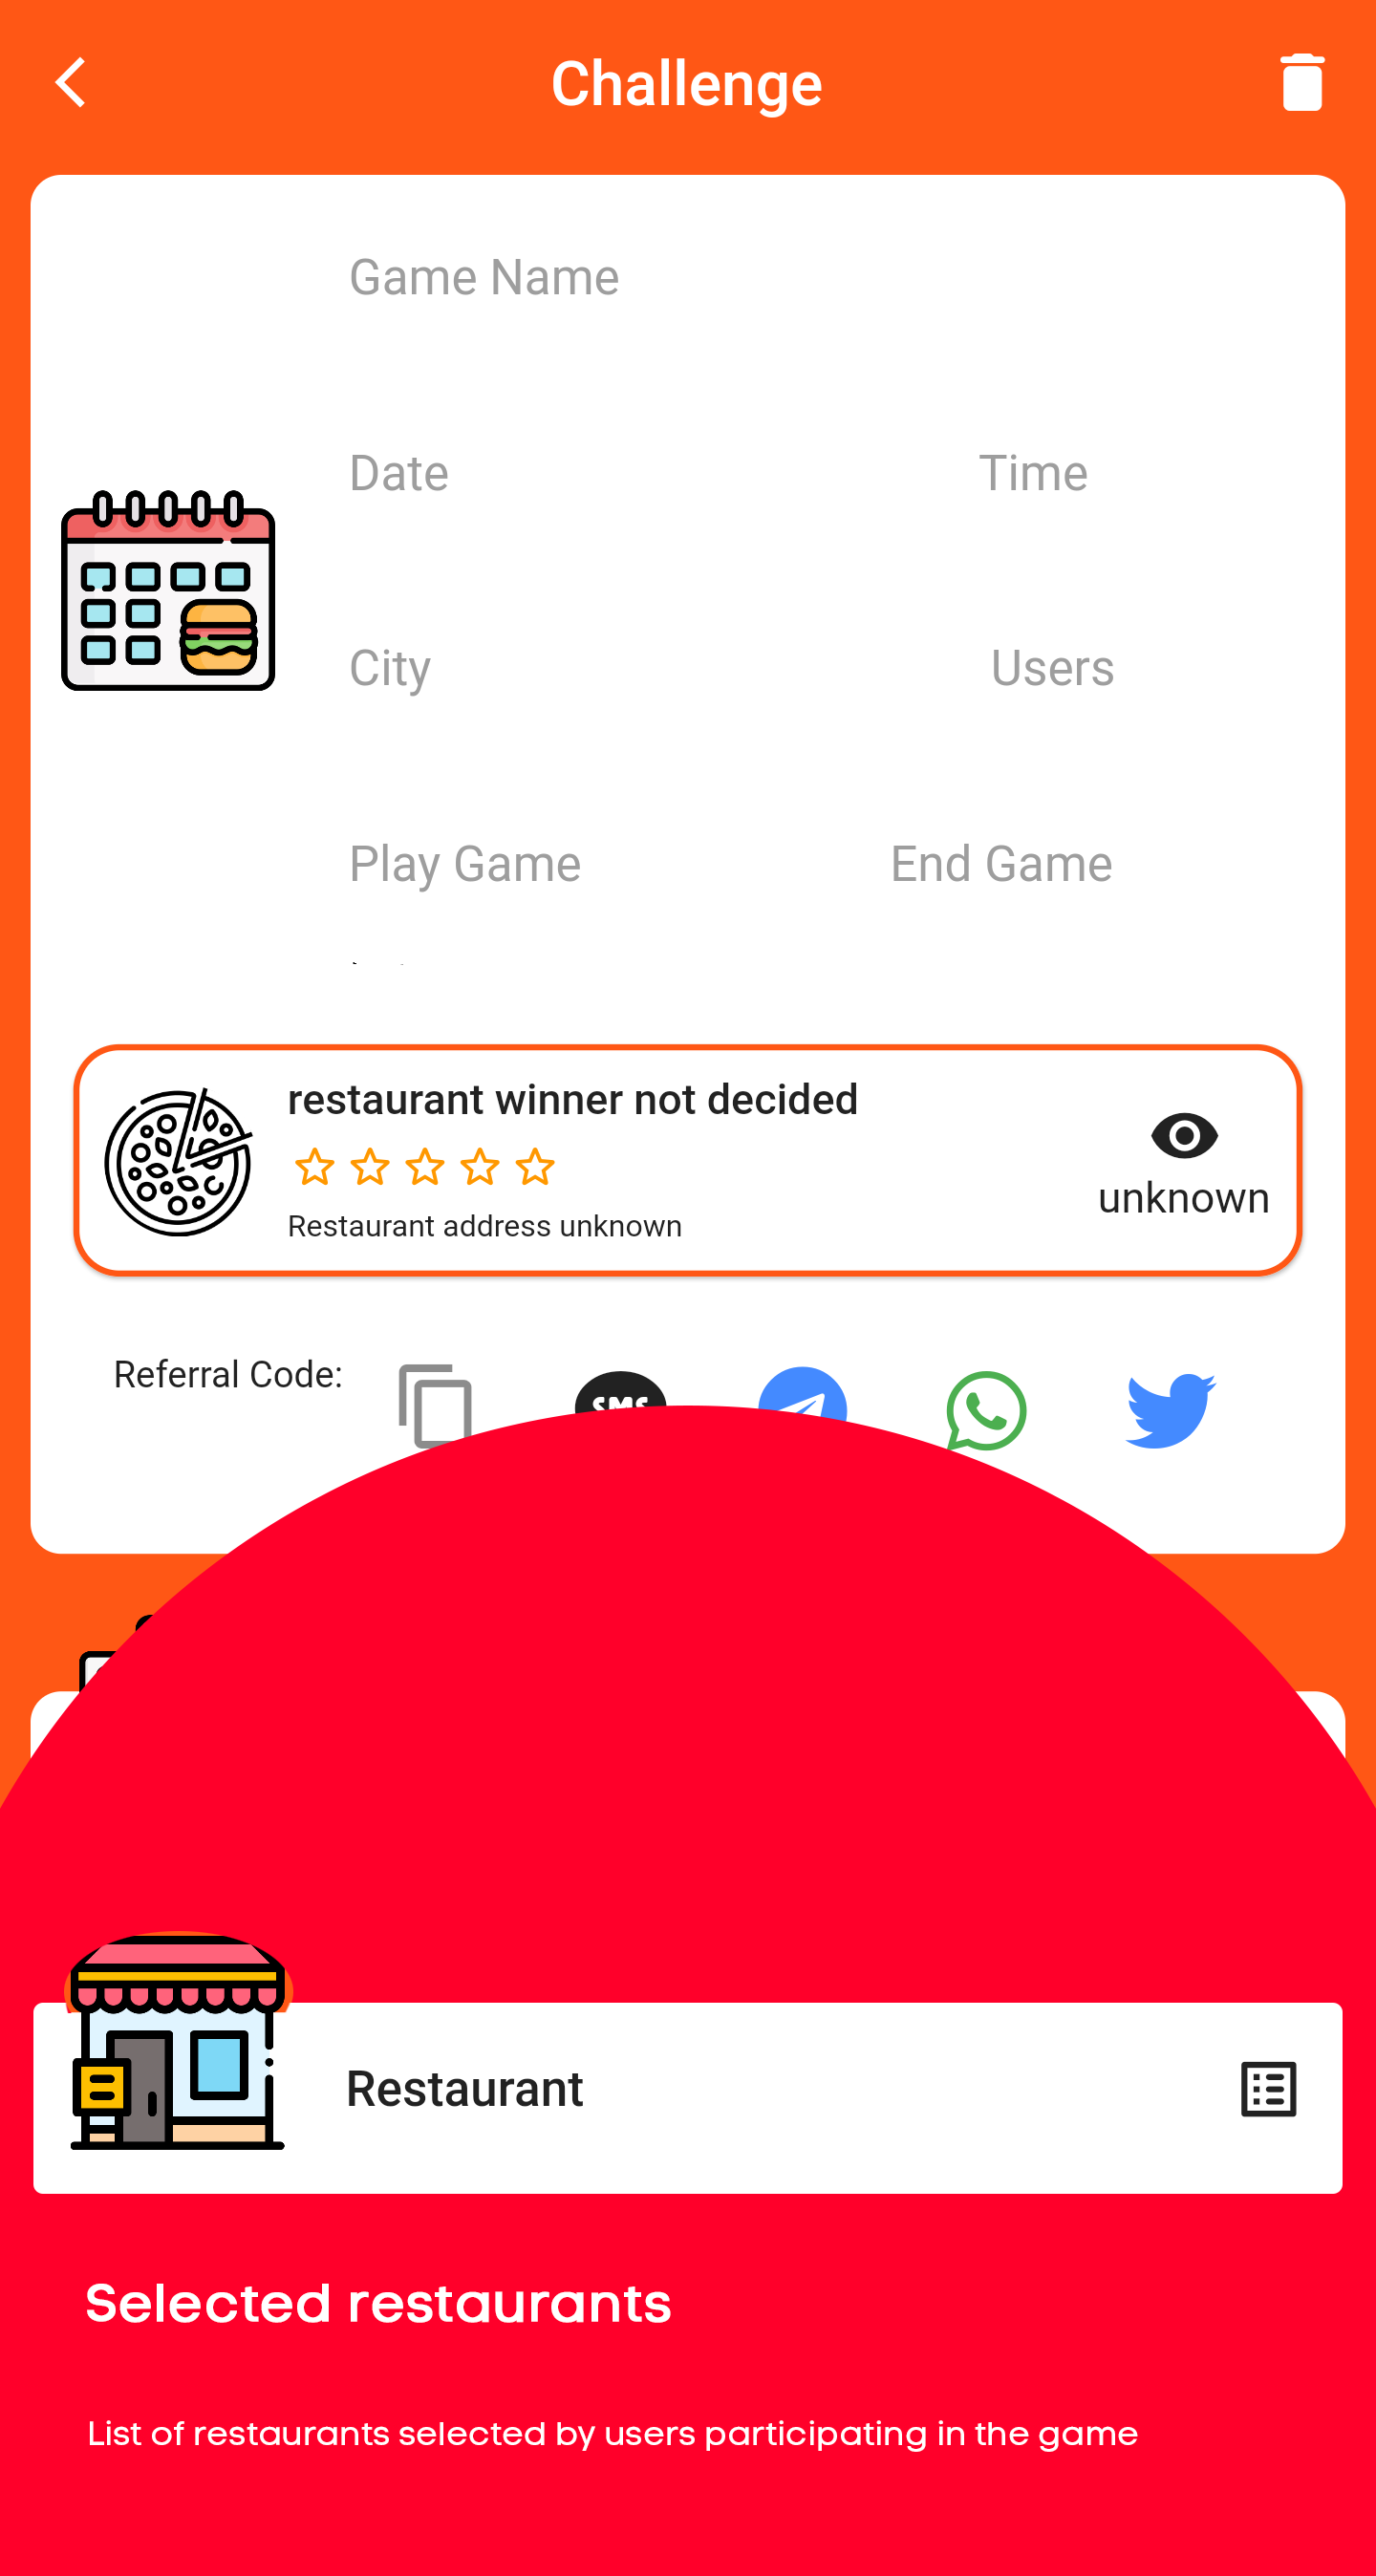 Challenge
Game Name
Date Time
City Users
Play Game End Game
restaurant winner not decided
Restaurant address unknown
unknown
Referral Code:
SMS
Restaurant
Selected restaurants
List of restaurants selected by users participating in the game